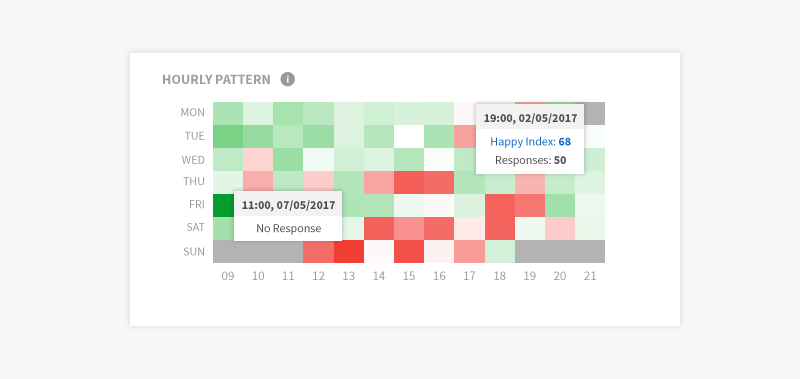 HOURLY PATTERN i
MON
19:00, 02/05/2017
TUE
Happy Index: 68
WED
Responses: 50
THU
FRI
11:00, 07/05/2017
SAT
No Response
SUN
09 10 11 12 13 14 15 16 17 18 19 20 21